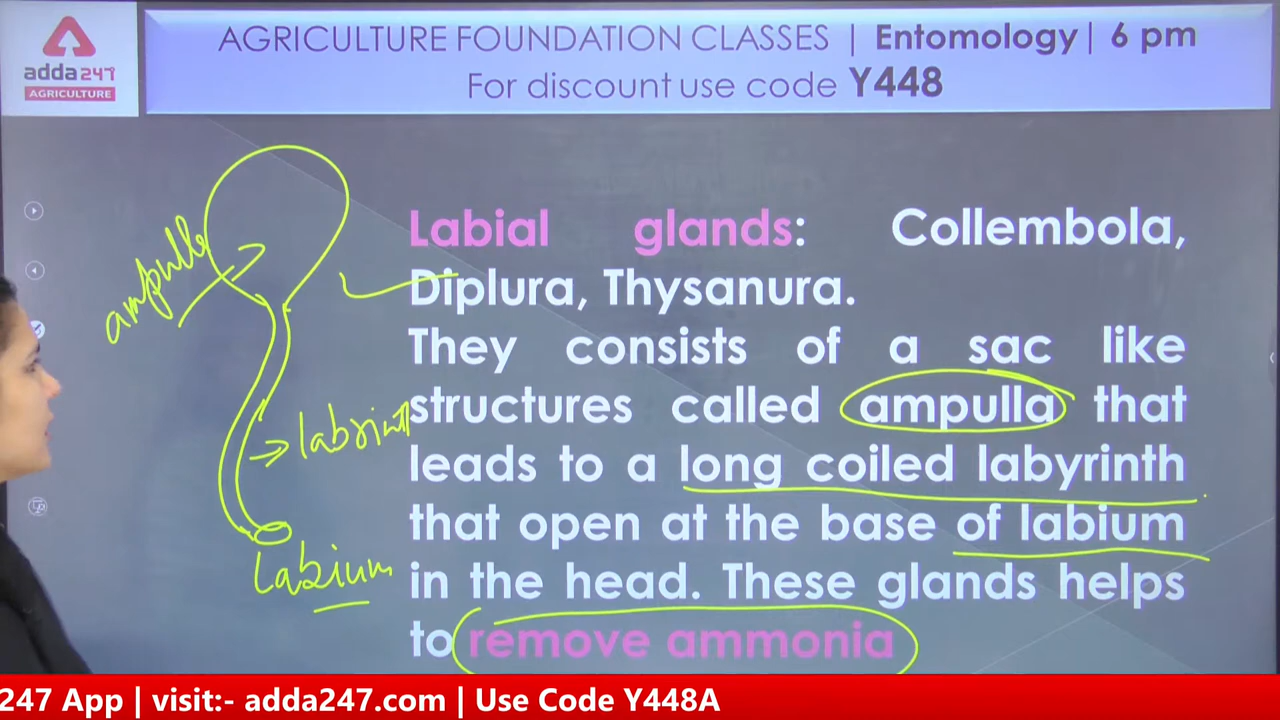 adda247
AGRICULTURE
AGRICULTURE FOUNDATION CLASSES | Entomology| 6 pm
For discount use code Y448
ampulla
labrint
Labium
Labial glands: Collembola,
Diplura, Thysanura.
They consists of a sac like
structures called ampulla that
leads to a long coiled labyrinth
that open at the base of labium
in the head. These glands helps
to remove ammonia
247 App | visit:- adda247.com | Use Code Y448A